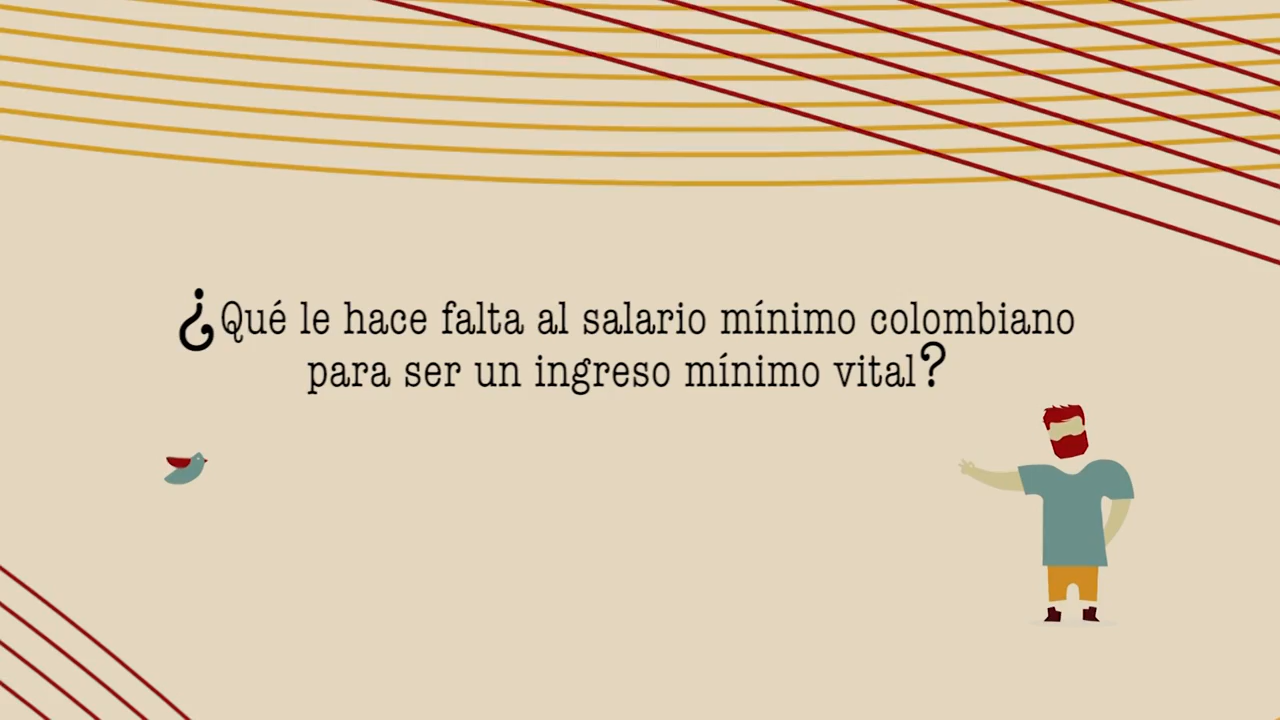 ¿Qué le hace falta al salario mínimo colombiano
para ser un ingreso mínimo vital?